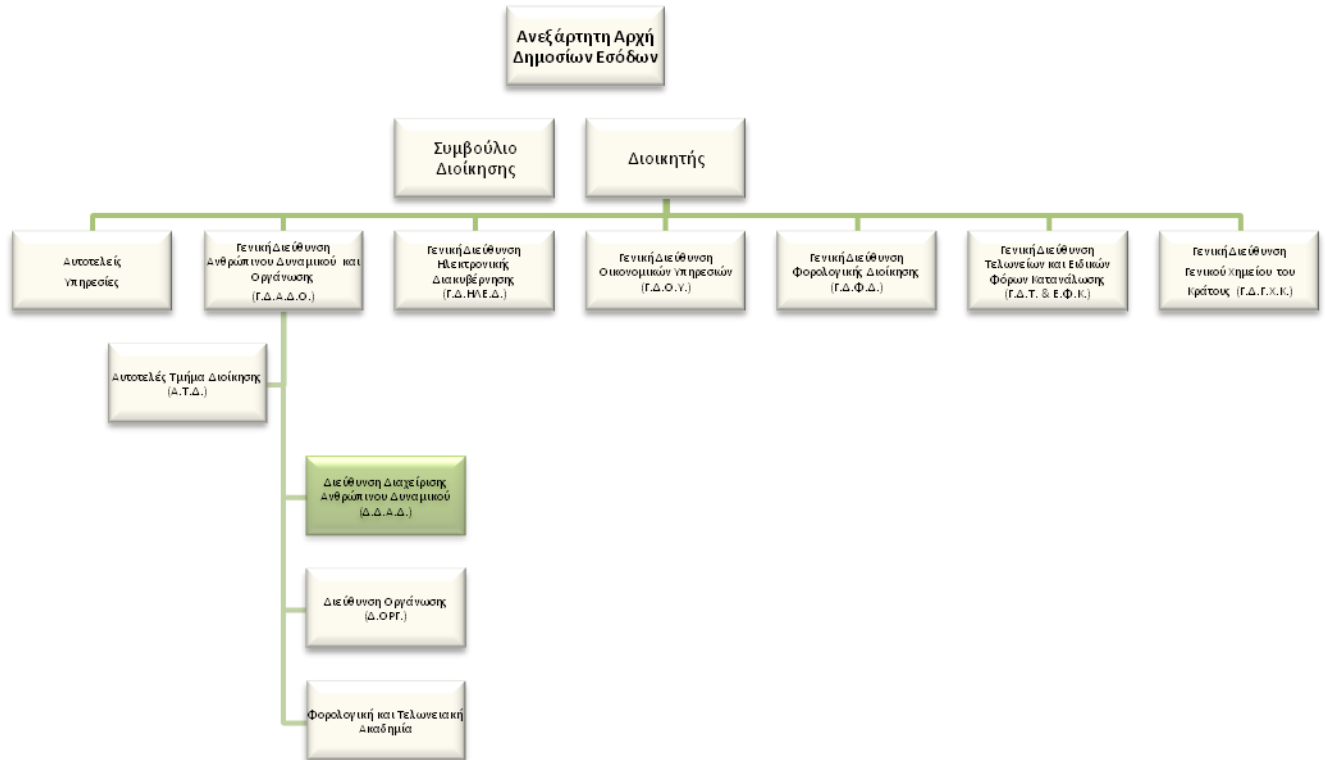 Ανεξάρτητη Αρχή
Δημοσίων Εσόδων
Συμβούλιο
Διοίκησης
Διοικητής
Αυτοτελείς
Υπηρεσίες
Γενική Διεύθυνση
Ανθρώπινου Δυναμικού και
Οργάνωσης
(Γ.Δ.Α.Δ.Ο.)
Γενική Διεύθυνση
Ηλεκτρονικής
Διακυβέρνησης
(Γ.Δ.ΗΛΕ.Δ.)
Γενική Διεύθυνση
Οικονομικών Υπηρεσιών
(Γ.Δ.Ο.Υ.)
Γενική Διεύθυνση
Φορολογικής Διοίκησης
(Γ.Δ.Φ.Δ.)
Γενική Διεύθυνση
Τελωνείων και Ειδικών
Φόρων Κατανάλωσης
(Γ.Δ.Τ. & Ε.Φ.Κ.)
Γενική Διεύθυνση
Γενικού Χημείου του
Κράτους (Γ.Δ.Γ.Χ.Κ.)
Αυτοτελές Τμήμα Διοίκησης
(Α.Τ.Δ.)
Διεύθυνση Διαχείρισης
Ανθρώπινου Δυναμικού
(Δ.Δ.Α.Δ.)
Διεύθυνση Οργάνωσης
(Δ.ΟΡΓ.)
Φορολογική και Τελωνειακή
Ακαδημία